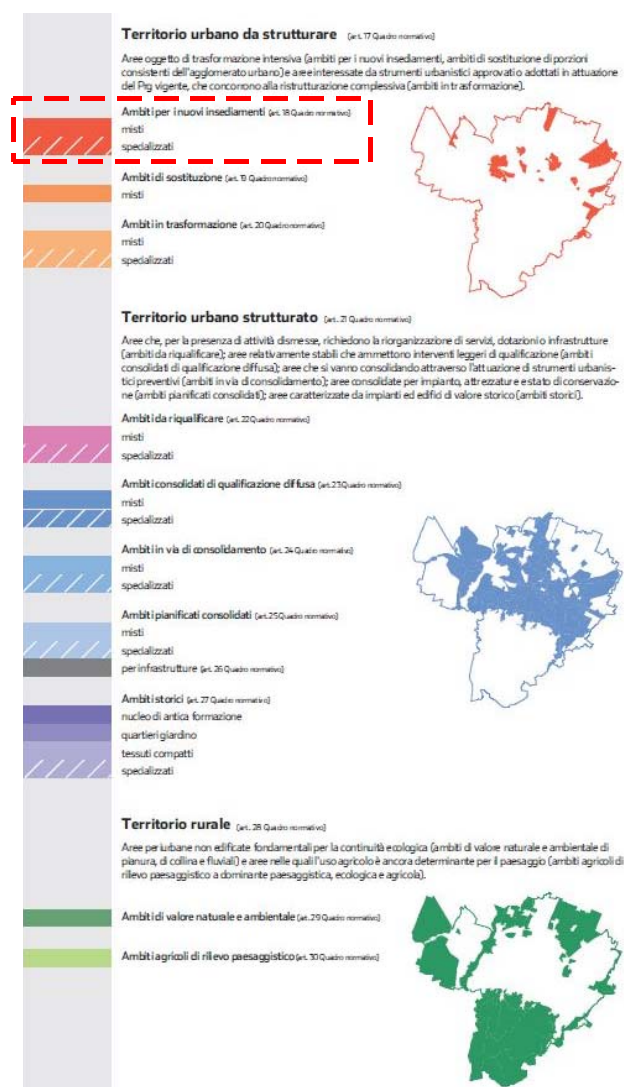 Territorio urbano da strutturare (art. 17 Quadro normativo)
Aree oggetto di trasformazione intensiva (ambiti per i nuovi insediamenti, ambiti di sostituzione di porzioni
consistenti dell'agglomerato urbano) e aree interessate da strumenti urbanistici approvati o adottati in attuazione
del Prg vigente, che concorrono alla ristrutturazione complessiva (ambiti in trasformazione).
Ambiti per i nuovi insediamenti (art. 18 Quadro normativo)
misti
specializzati
Ambiti di sostituzione (art. 19 Quadro normativo)
misti
Ambiti in trasformazione (art. 20 Quadro normativo)
misti
specializzati
Territorio urbano strutturato (art. 21 Quadro normativo)
Aree che, per la presenza di attività dismesse, richiedono la riorganizzazione di servizi, dotazioni o infrastrutture
(ambiti da riqualificare); aree relativamente stabili che ammettono interventi leggeri di qualificazione (ambiti
consolidati di qualificazione diffusa); aree che si vanno consolidando attraverso l'attuazione di strumenti urbanis-
tici preventivi (ambiti in via di consolidamento); aree consolidate per impianto, attrezzature e stato di conservazio-
ne (ambiti pianificati consolidati); aree caratterizzate da impianti ed edifici di valore storico (ambiti storici).
Ambiti da riqualificare (art. 22 Quadro normativo)
misti
specializzati
Ambiti consolidati di qualificazione diffusa (art. 23 Quadro normativo)
misti
specializzati
Ambiti in via di consolidamento (art. 24 Quadro normativo)
misti
specializzati
Ambiti pianificati consolidati (art. 25 Quadro normativo)
misti
specializzati
per infrastrutture (art. 26 Quadro normativo)
Ambiti storici (art. 27 Quadro normativo)
nucleo di antica formazione
quartieri giardino
tessuti compatti
specializzati
Territorio rurale (art. 28 Quadro normativo)
Aree periurbane non edificate fondamentali per la continuità ecologica (ambiti di valore naturale e ambientale di
pianura, di collina e fluviali) e aree nelle quali l'uso agricolo è ancora determinante per il paesaggio (ambiti agricoli di
rilievo paesaggistico a dominante paesaggistica, ecologica e agricola).
Ambiti di valore naturale e ambientale (art. 29 Quadro normativo)
Ambiti agricoli di rilievo paesaggistico (art. 30 Quadro normativo)